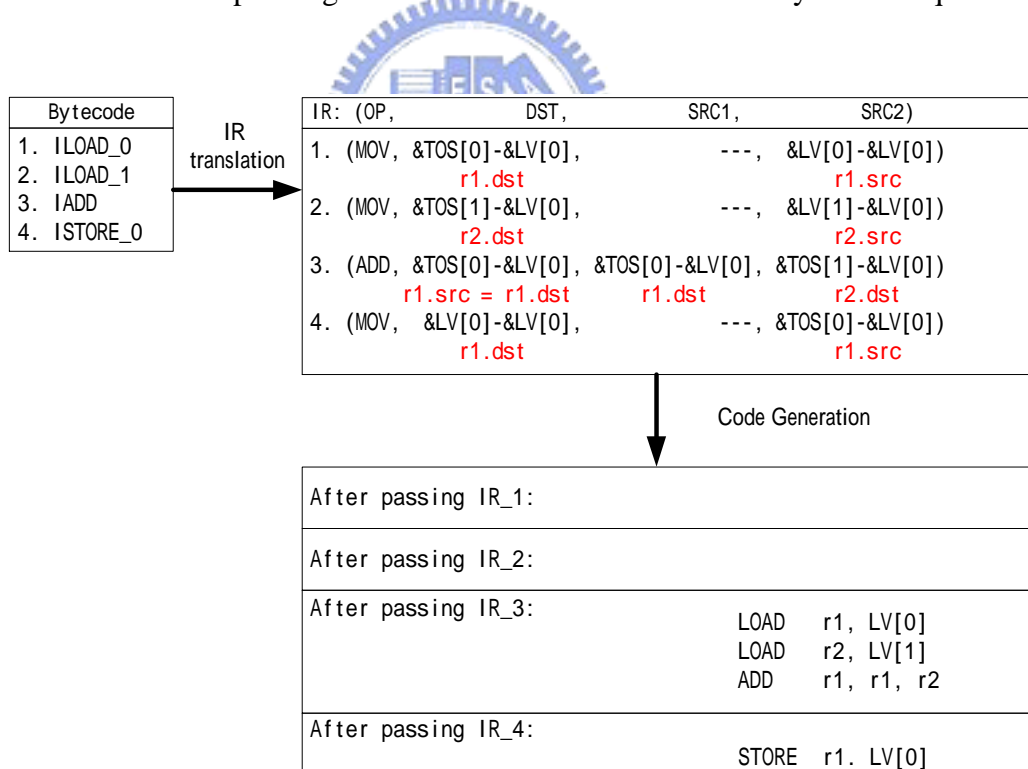 Bytecode
1. ILOAD_0
2. ILOAD_1
3. IADD
4. ISTORE_0
IR
translation
IR: (OP, DST, SRC1, SRC2)
1. (MOV, &TOS[0]-&LV[0], ---, &LV[0]-&LV[0])
r1.dst r1.src
2. (MOV, &TOS[1]-&LV[0], ---, &LV[1]-&LV[0])
r2.dst r2.src
3. (ADD, &TOS[0]-&LV[0], &TOS[0]-&LV[0], &TOS[1]-&LV[0])
r1.src = r1.dst r1.dst r2.dst
4. (MOV, &LV[0]-&LV[0], ---, &TOS[0]-&LV[0])
r1.dst r1.src
Code Generation
After passing IR_1:
After passing IR_2:
After passing IR_3:
LOAD r1, LV[0]
LOAD r2, LV[1]
ADD r1, r1, r2
After passing IR_4:
STORE r1. LV[0]